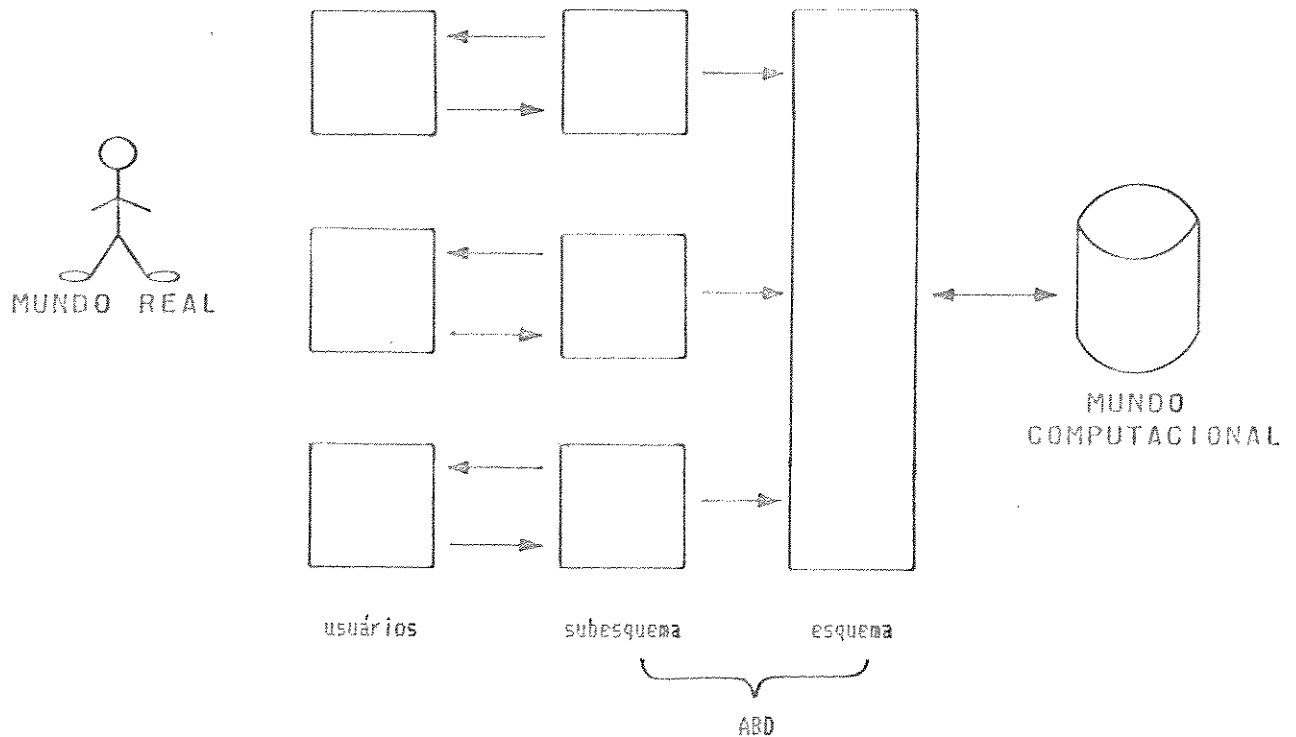 MUNDO REAL
MUNDO
COMPUTACIONAL
usuários
subesquema
esquema
ABD